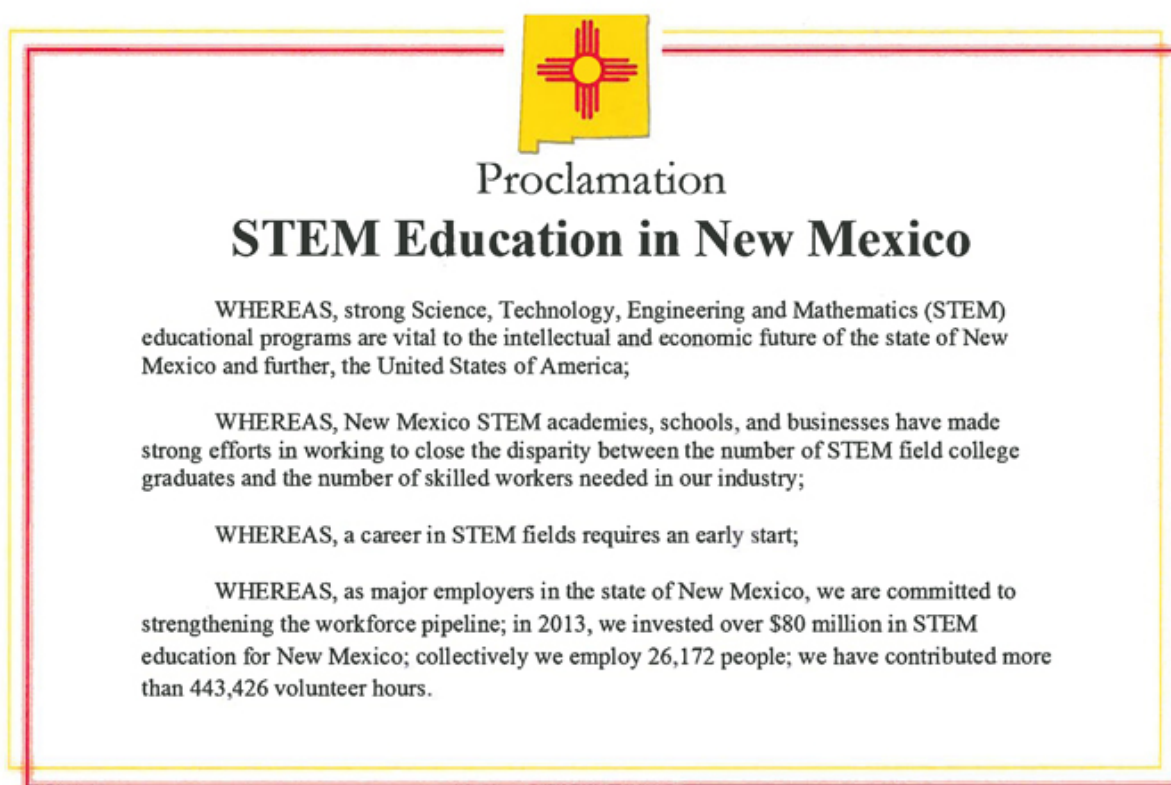 Proclamation
STEM Education in New Mexico
WHEREAS, strong Science, Technology, Engineering and Mathematics (STEM)
educational programs are vital to the intellectual and economic future of the state of New
Mexico and further, the United States of America;
WHEREAS, New Mexico STEM academies, schools, and businesses have made
strong efforts in working to close the disparity between the number of STEM field college
graduates and the number of skilled workers needed in our industry;
WHEREAS, a career in STEM fields requires an early start;
WHEREAS, as major employers in the state of New Mexico, we are committed to
strengthening the workforce pipeline; in 2013, we invested over $80 million in STEM
education for New Mexico; collectively we employ 26,172 people; we have contributed more
than 443,426 volunteer hours.